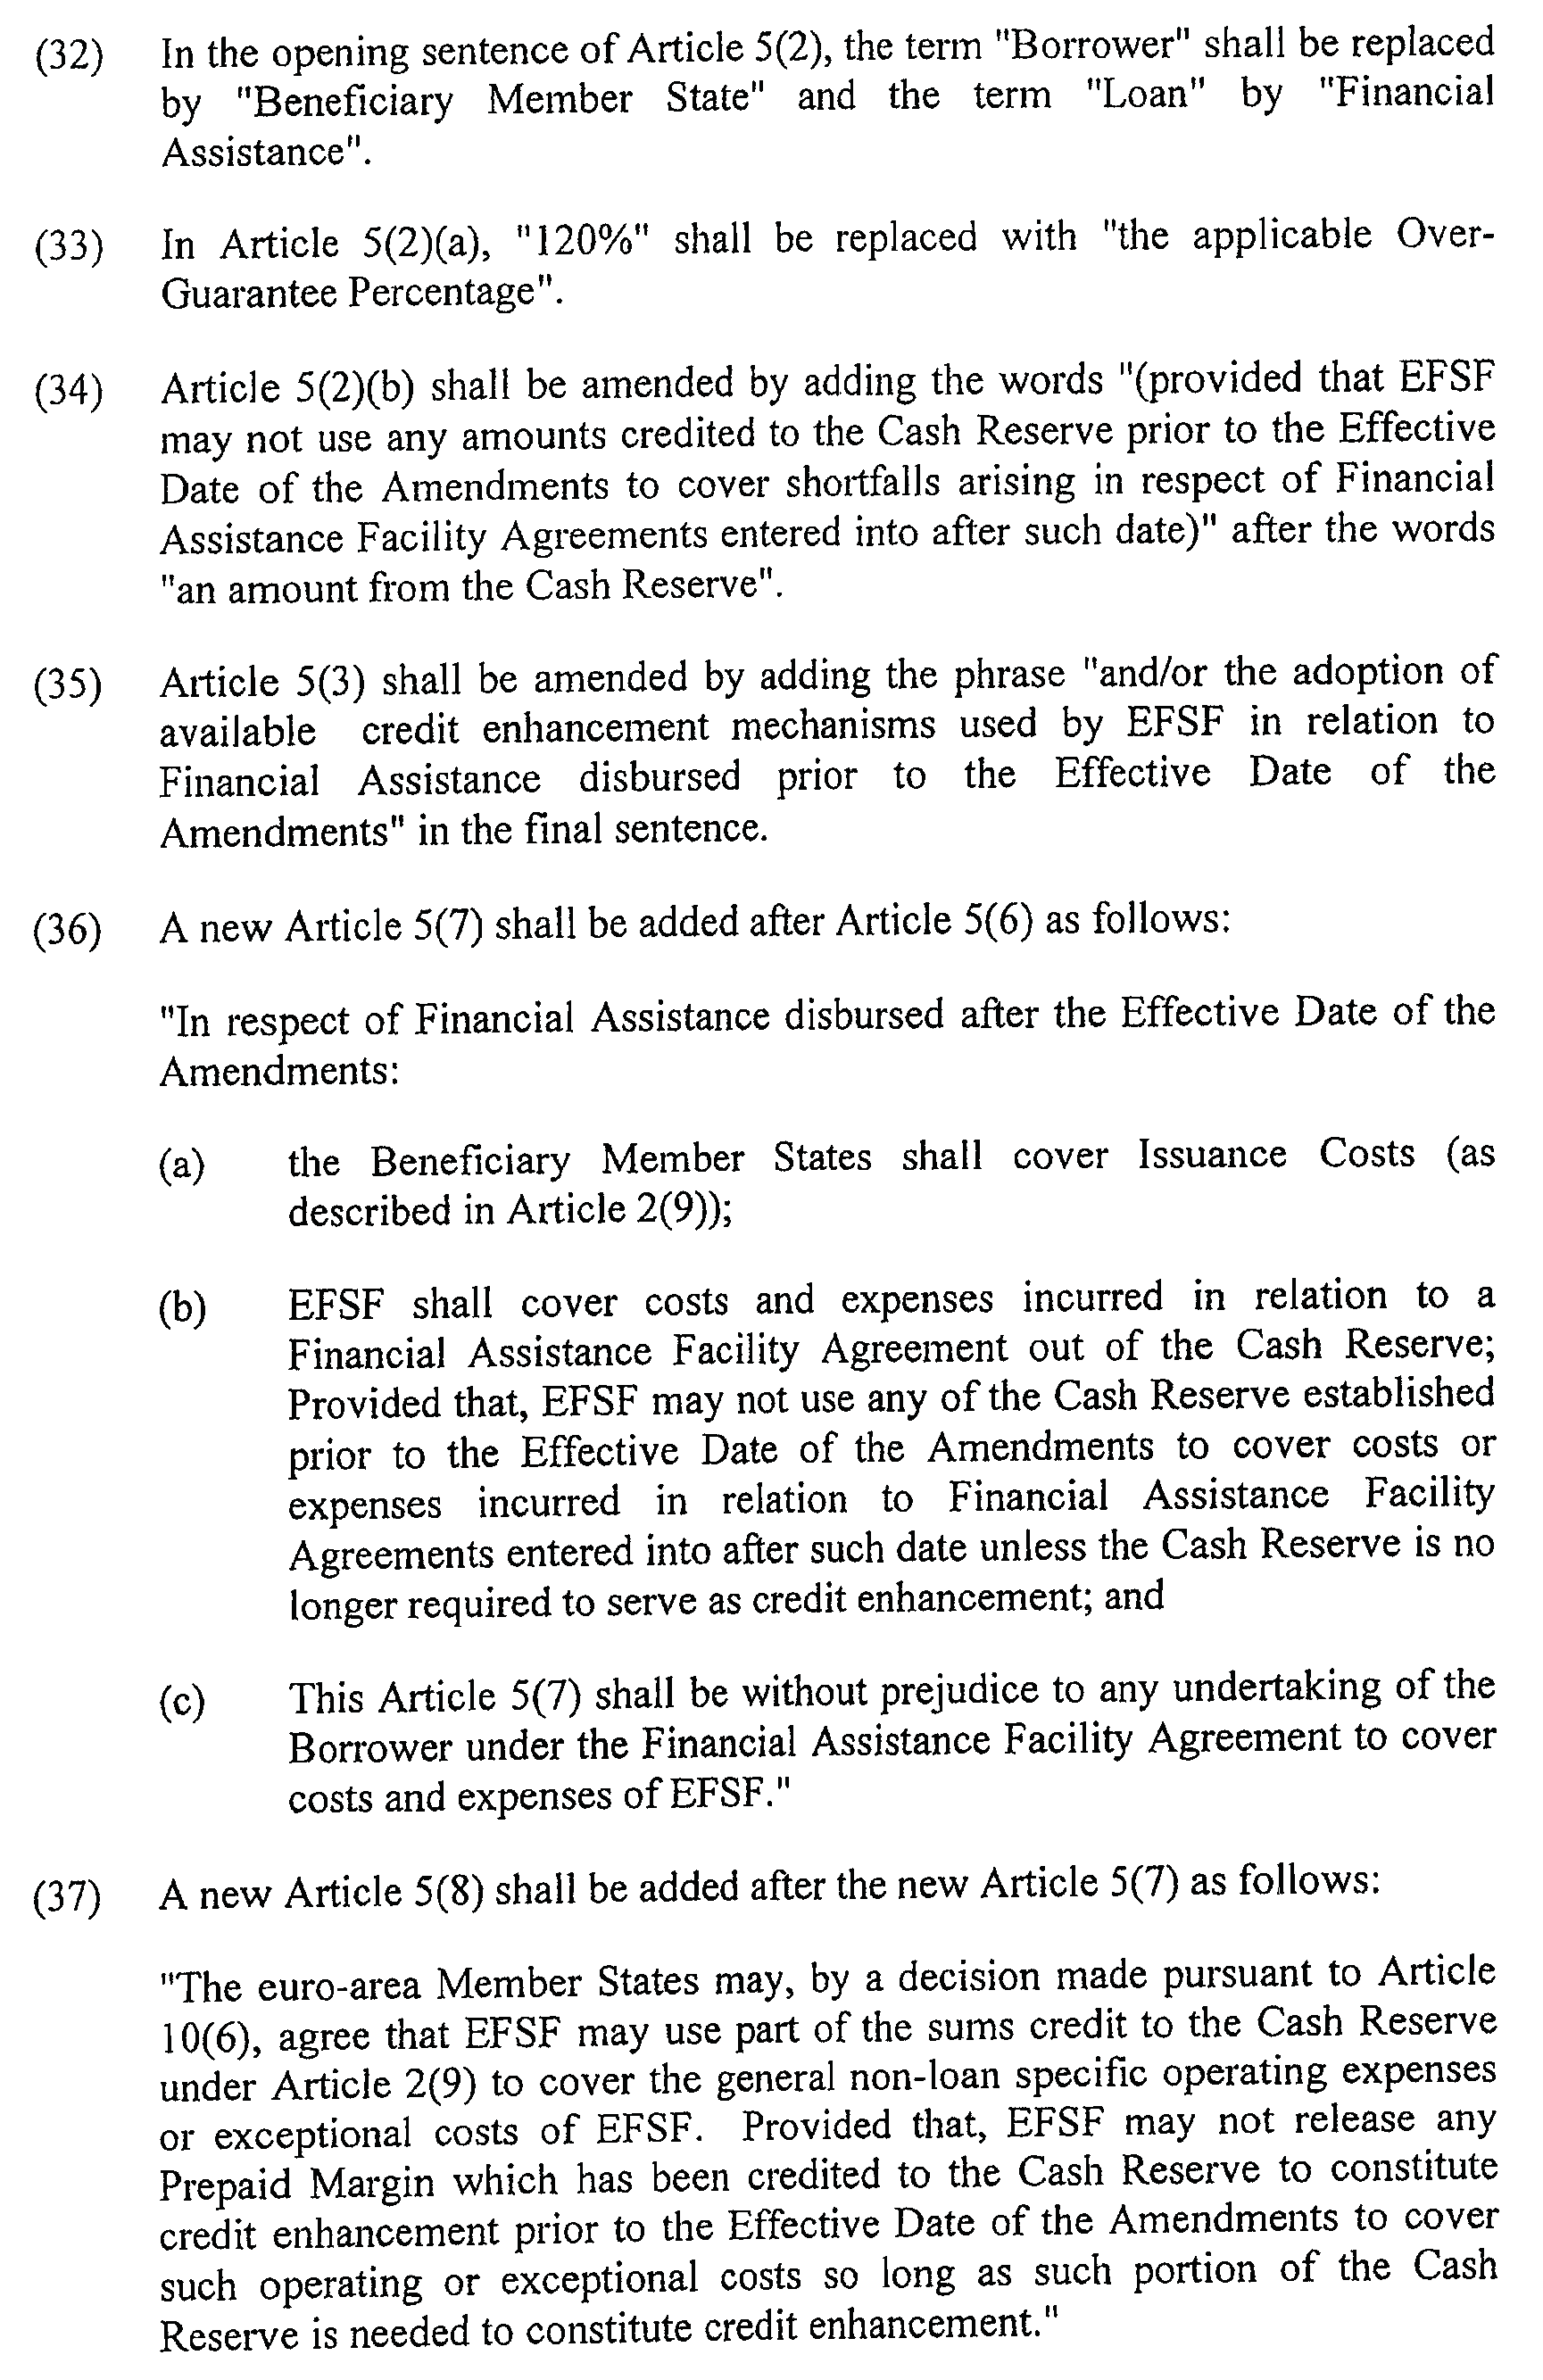 (32) In the opening sentence of Article 5(2), the term "Borrower" shall be replaced
by "Beneficiary Member State" and the term "Loan" by "Financial
Assistance".
(33) In Article 5(2)(a), "120%" shall be replaced with "the applicable Over-
Guarantee Percentage".
(34) Article 5(2)(b) shall be amended by adding the words "(provided that EFSF
may not use any amounts credited to the Cash Reserve prior to the Effective
Date of the Amendments to cover shortfalls arising in respect of Financial
Assistance Facility Agreements entered into after such date)" after the words
"an amount from the Cash Reserve".
(35) Article 5(3) shall be amended by adding the phrase "and/or the adoption of
available credit enhancement mechanisms used by EFSF in relation to
Financial Assistance disbursed prior to the Effective Date of the
Amendments" in the final sentence.
(36) A new Article 5(7) shall be added after Article 5(6) as follows:
"In respect of Financial Assistance disbursed after the Effective Date of the
Amendments:
(a) the Beneficiary Member States shall cover Issuance Costs (as
described in Article 2(9));
(b) EFSF shall cover costs and expenses incurred in relation to a
Financial Assistance Facility Agreement out of the Cash Reserve;
Provided that, EFSF may not use any of the Cash Reserve established
prior to the Effective Date of the Amendments to cover costs or
expenses incurred in relation to Financial Assistance Facility
Agreements entered into after such date unless the Cash Reserve is no
longer required to serve as credit enhancement; and
(c) This Article 5(7) shall be without prejudice to any undertaking of the
Borrower under the Financial Assistance Facility Agreement to cover
costs and expenses of EFSF."
(37) A new Article 5(8) shall be added after the new Article 5(7) as follows:
"The euro-area Member States may, by a decision made pursuant to Article
10(6), agree that EFSF may use part of the sums credit to the Cash Reserve
under Article 2(9) to cover the general non-loan specific operating expenses
or exceptional costs of EFSF. Provided that, EFSF may not release any
Prepaid Margin which has been credited to the Cash Reserve to constitute
credit enhancement prior to the Effective Date of the Amendments to cover
such operating or exceptional costs so long as such portion of the Cash
Reserve is needed to constitute credit enhancement."